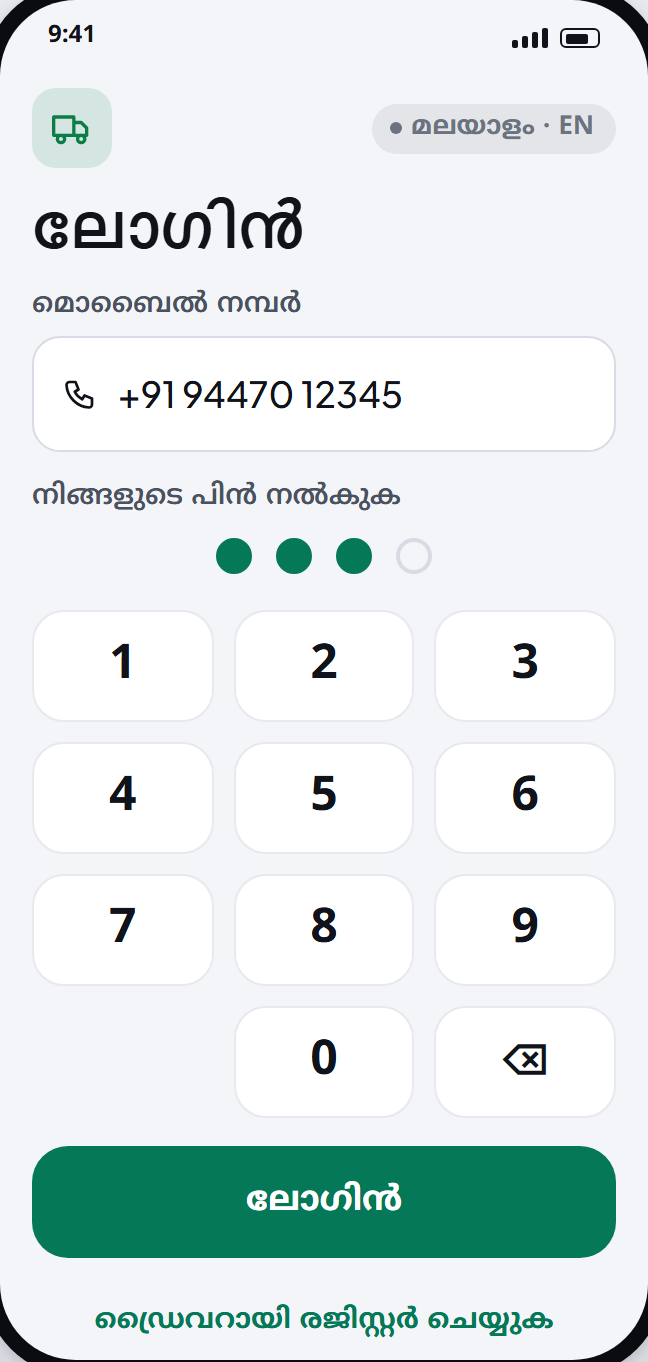 9:41
മലയാളം · EN
ലോഗിൻ
മൊബൈൽ നമ്പർ
+91 94470 12345
നിങ്ങളുടെ പിൻ നൽകുക
1 2 3
4 5 6
7 8 9
0
ലോഗിൻ
ഡ്രൈവറായി രജിസ്റ്റർ ചെയ്യുക